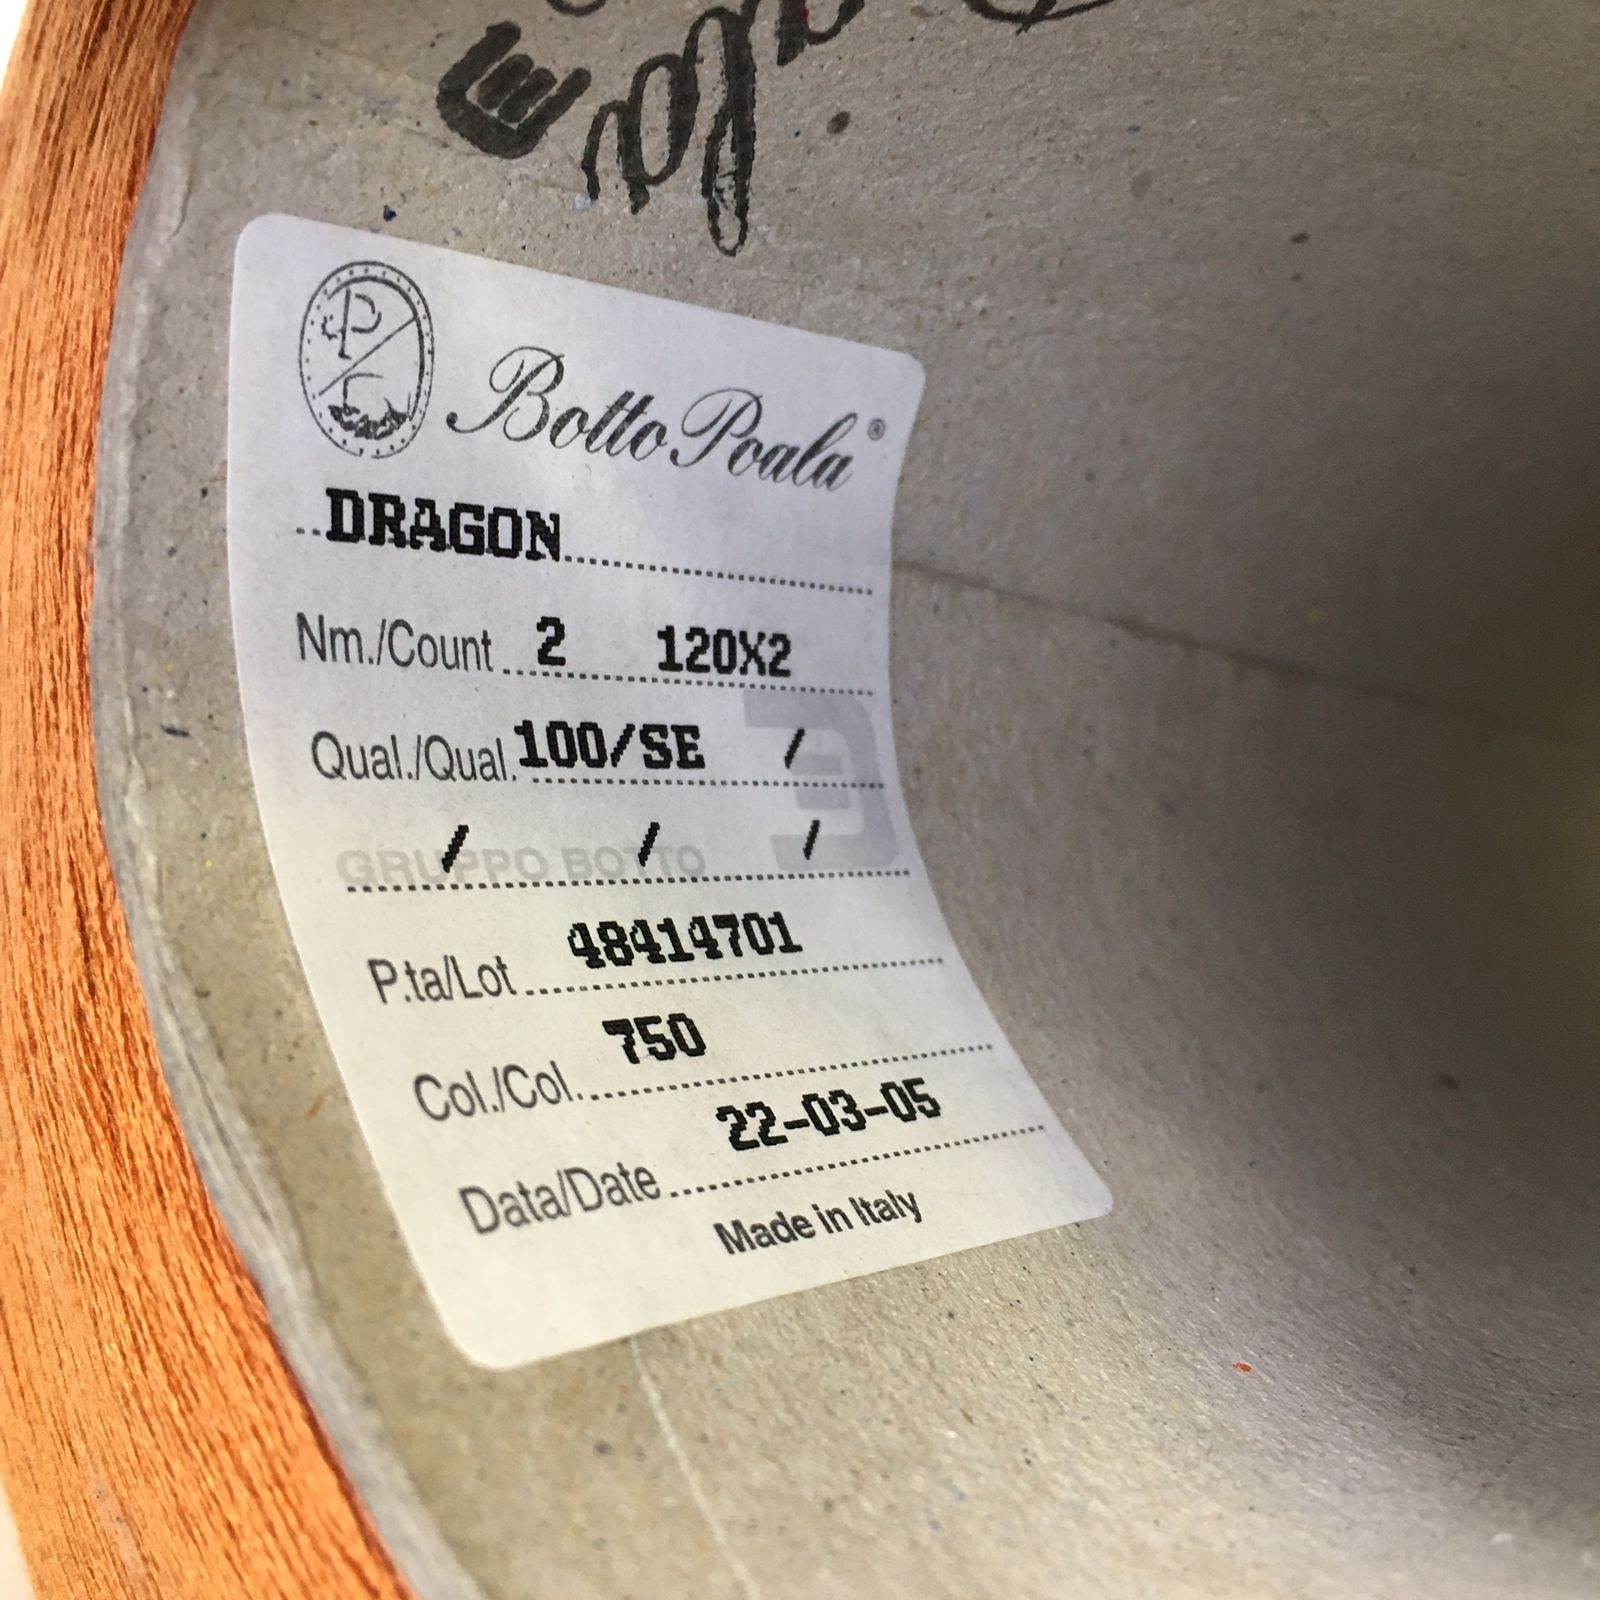 Botto Poala®
..DRAGON..........
Nm./Count ... 2 .... 120X2
Qual./Qual. 100/SE /
/ / /
GRUPPO BOTTO
P.ta/Lot 48414701
Col./Col. 750
Data/Date 22-03-05
Made in Italy